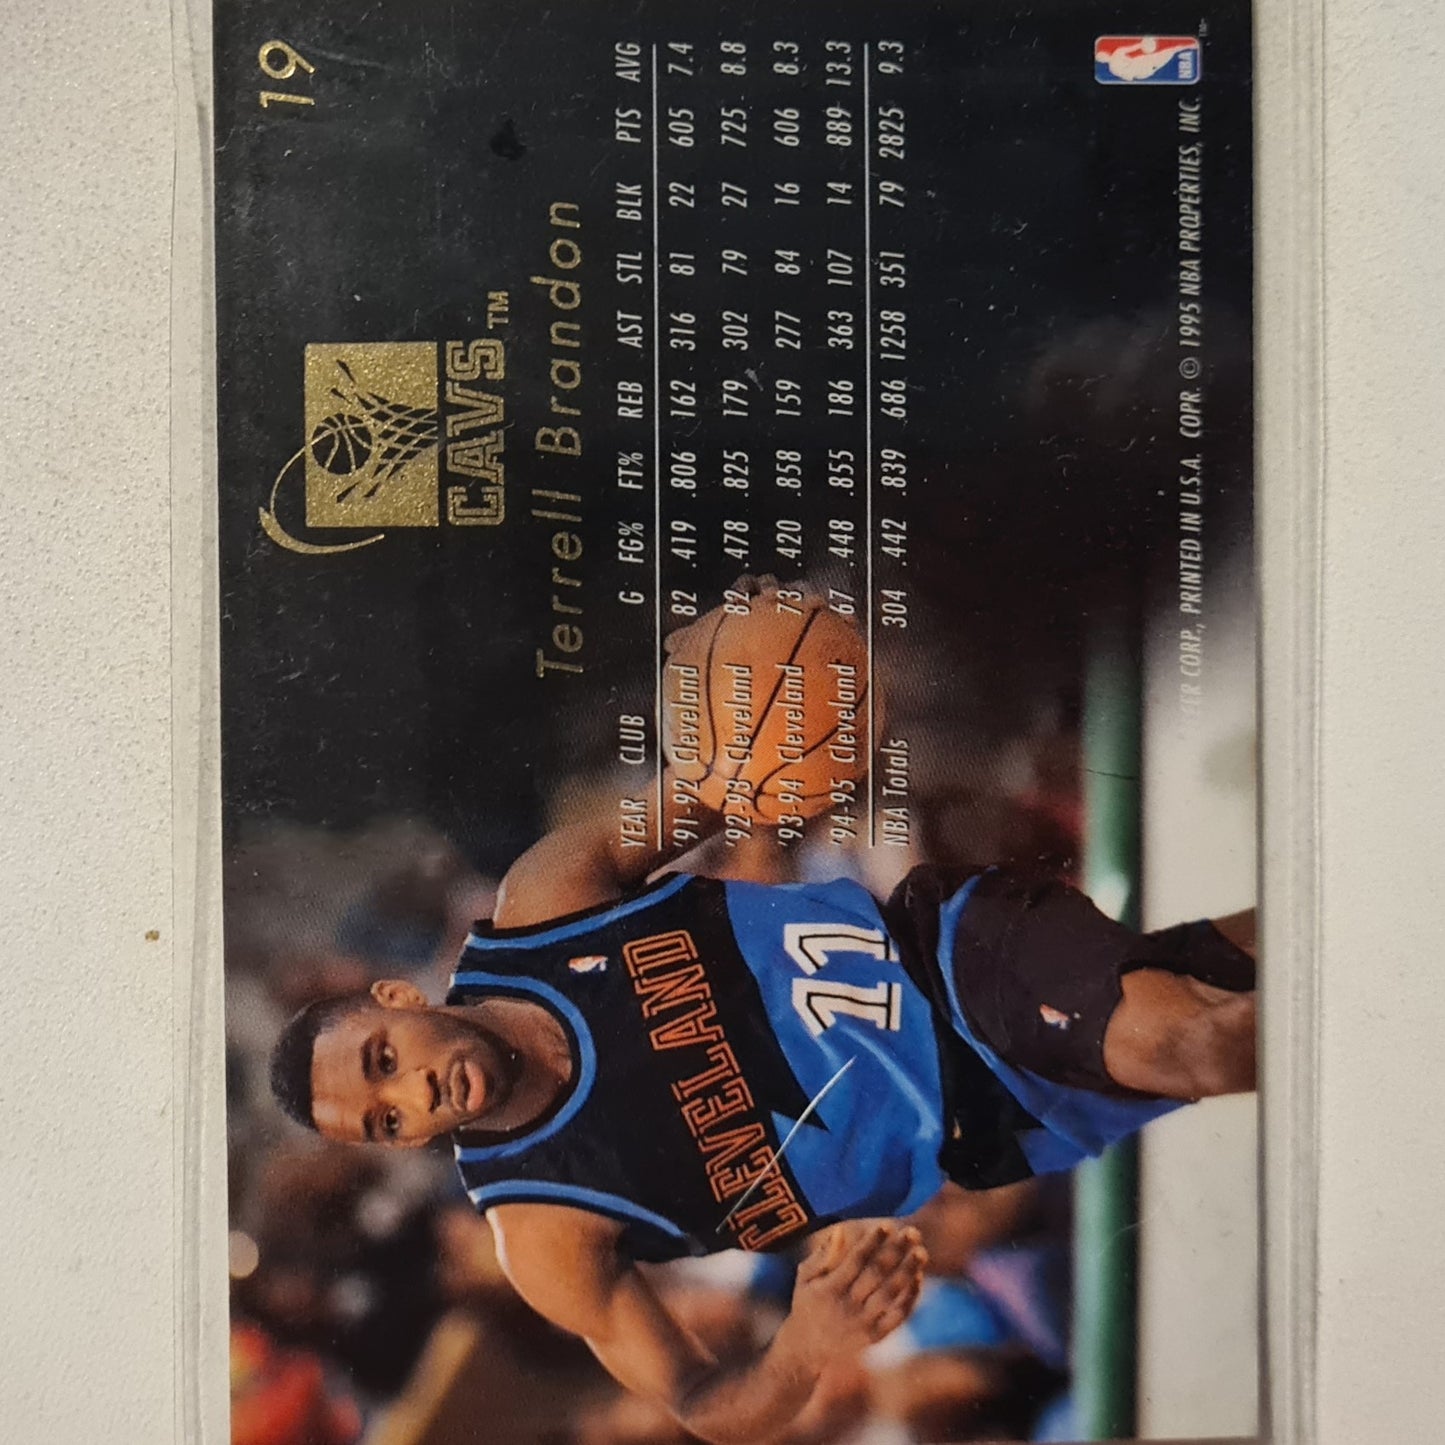 19
CAVS™
Terrell Brandon
YEAR CLUB G FG% FT% REB AST STL BLK PTS AVG
'91-92 Cleveland 82 .419 .806 162 316 81 22 605 7.4
'92-93 Cleveland 82 .478 .825 179 302 79 27 725 8.8
'93-94 Cleveland 73 .420 .858 159 277 84 16 606 8.3
'94-95 Cleveland 67 .448 .855 186 363 107 14 889 13.3
NBA Totals 304 .442 .839 686 1258 351 79 2825 9.3
CORP., PRINTED IN U.S.A. COPR. © 1995 NBA PROPERTIES, INC.
NBA
TM
CLEVELAND
11